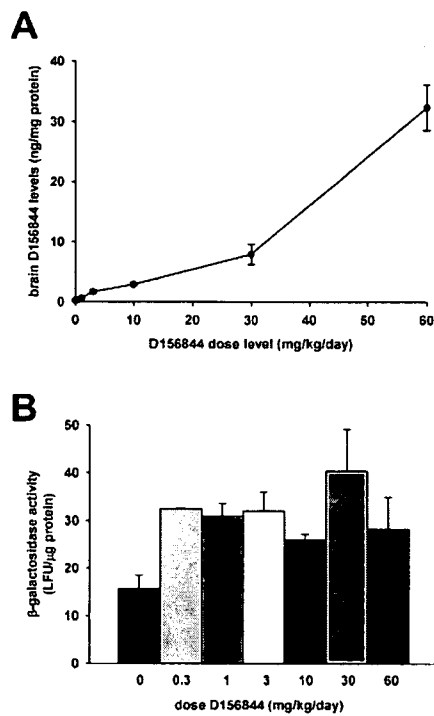 A
brain D156844 levels (ng/mg protein)
40
30
20
10
0
0 10 20 30 40 50 60
D156844 dose level (mg/kg/day)
B
β-galactosidase activity
(LFU/μg protein)
50
40
30
20
10
0
0 0.3 1 3 10 30 60
dose D156844 (mg/kg/day)